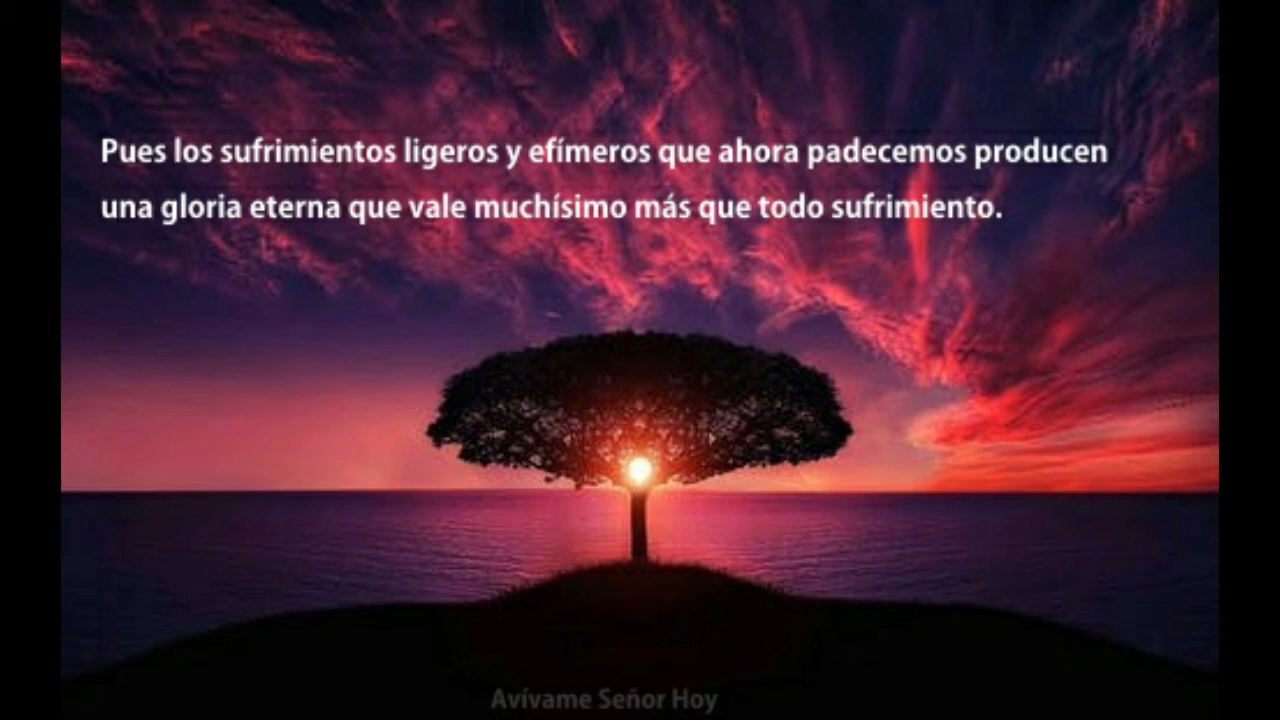 Pues los sufrimientos ligeros y efímeros que ahora padecemos producen
una gloria eterna que vale muchísimo más que todo sufrimiento.
Avívame Señor Hoy